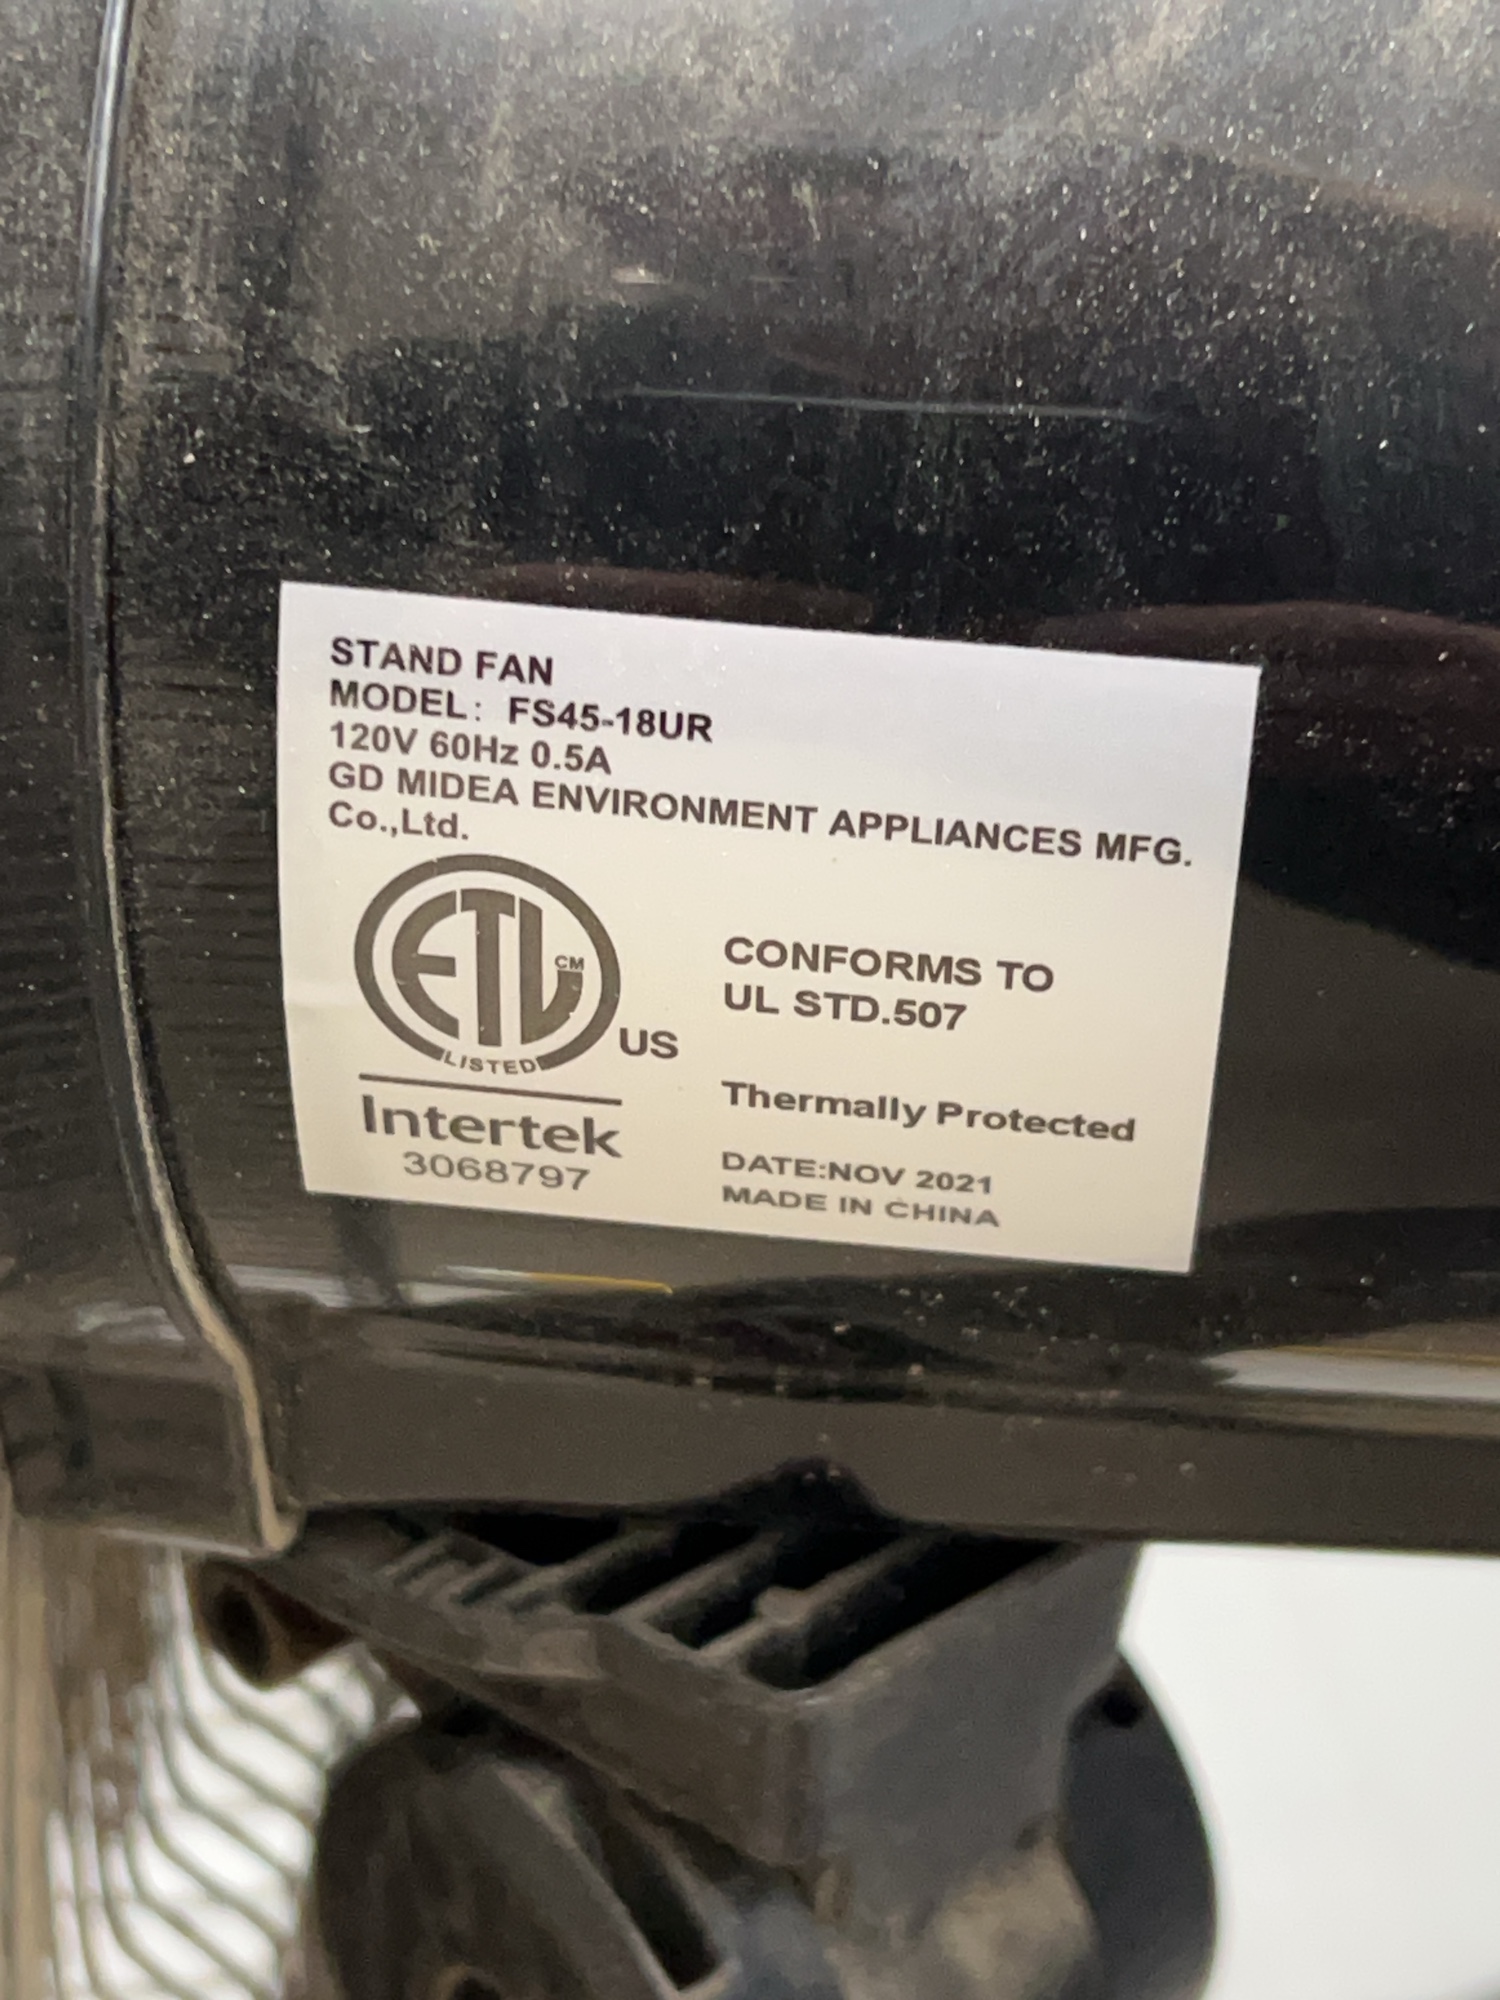 STAND FAN
MODEL: FS45-18UR
120V 60Hz 0.5A
GD MIDEA ENVIRONMENT APPLIANCES MFG.
Co.,Ltd.
ETL CM
LISTED
US
Intertek
3068797
CONFORMS TO
UL STD.507
Thermally Protected
DATE:NOV 2021
MADE IN CHINA